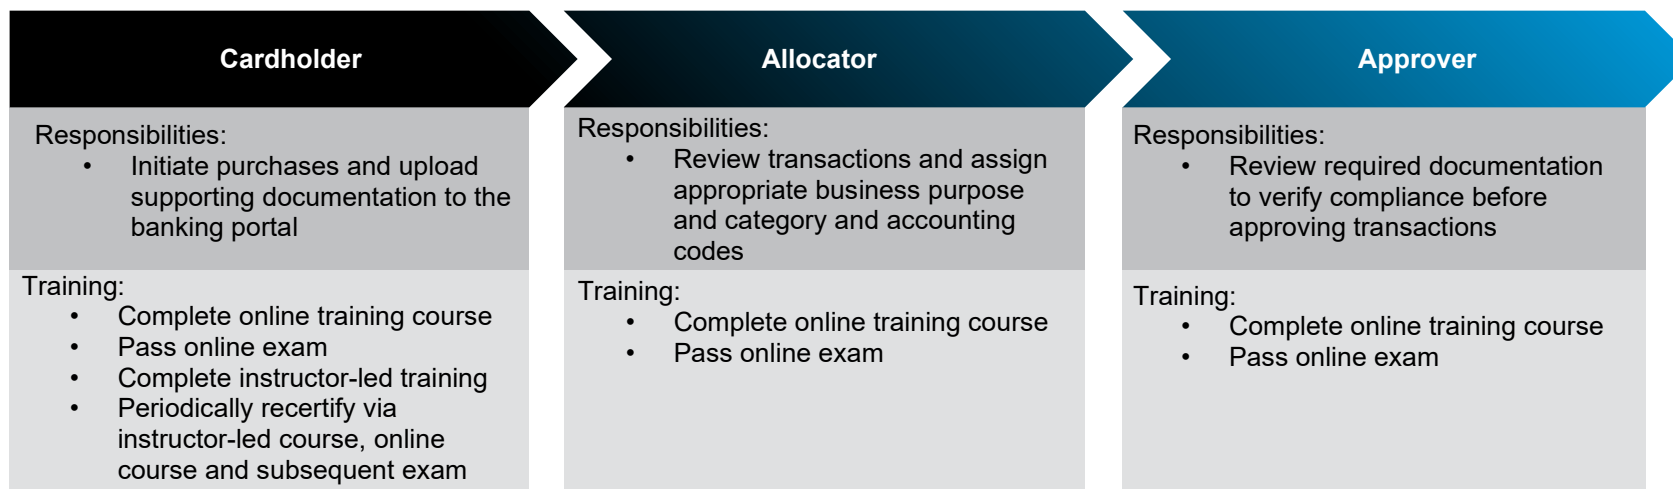 Cardholder
Responsibilities:
• Initiate purchases and upload
supporting documentation to the
banking portal
Training:
• Complete online training course
• Pass online exam
• Complete instructor-led training
• Periodically recertify via
instructor-led course, online
course and subsequent exam
Allocator
Responsibilities:
• Review transactions and assign
appropriate business purpose
and category and accounting
codes
Training:
• Complete online training course
• Pass online exam
Approver
Responsibilities:
• Review required documentation
to verify compliance before
approving transactions
Training:
• Complete online training course
• Pass online exam